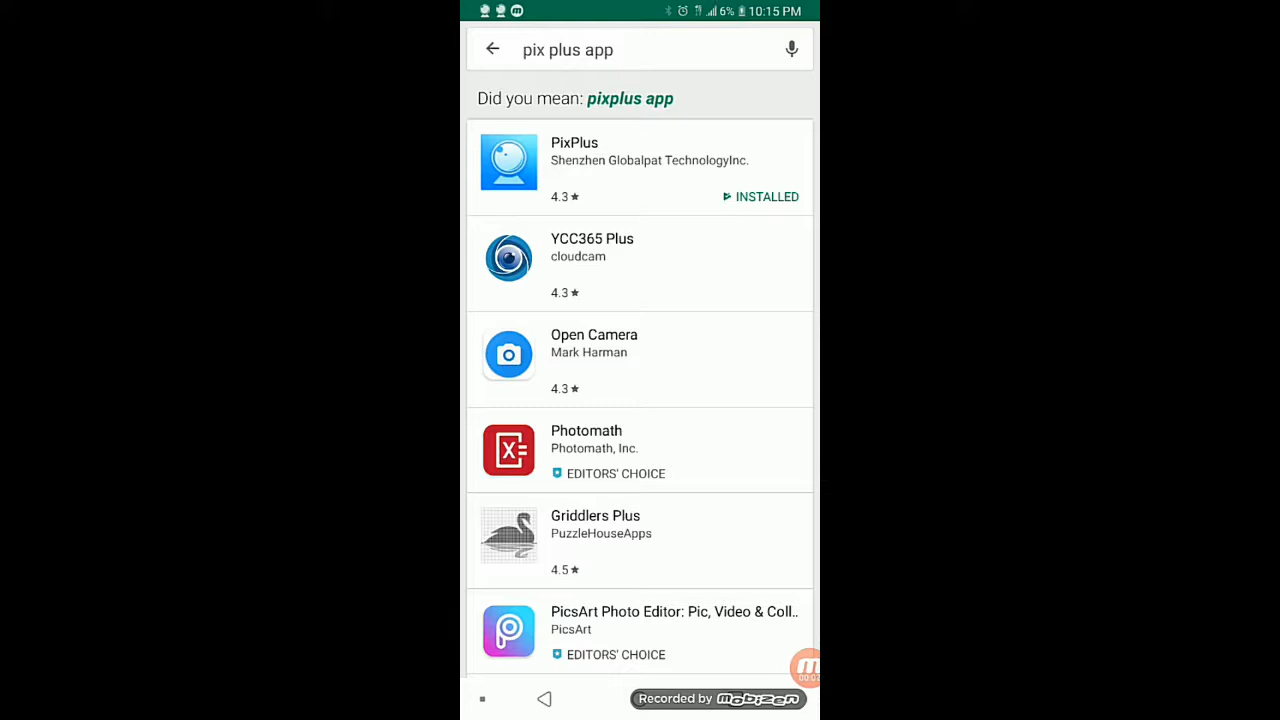 6% 10:15 PM
pix plus app
Did you mean: pixplus app
PixPlus
Shenzhen Globalpat TechnologyInc.
4.3 INSTALLED
YCC365 Plus
cloudcam
4.3
Open Camera
Mark Harman
4.3
Photomath
Photomath, Inc.
EDITORS' CHOICE
Griddlers Plus
PuzzleHouseApps
4.5
PicsArt Photo Editor: Pic, Video & Coll..
PicsArt
EDITORS' CHOICE
Recorded by mobizen